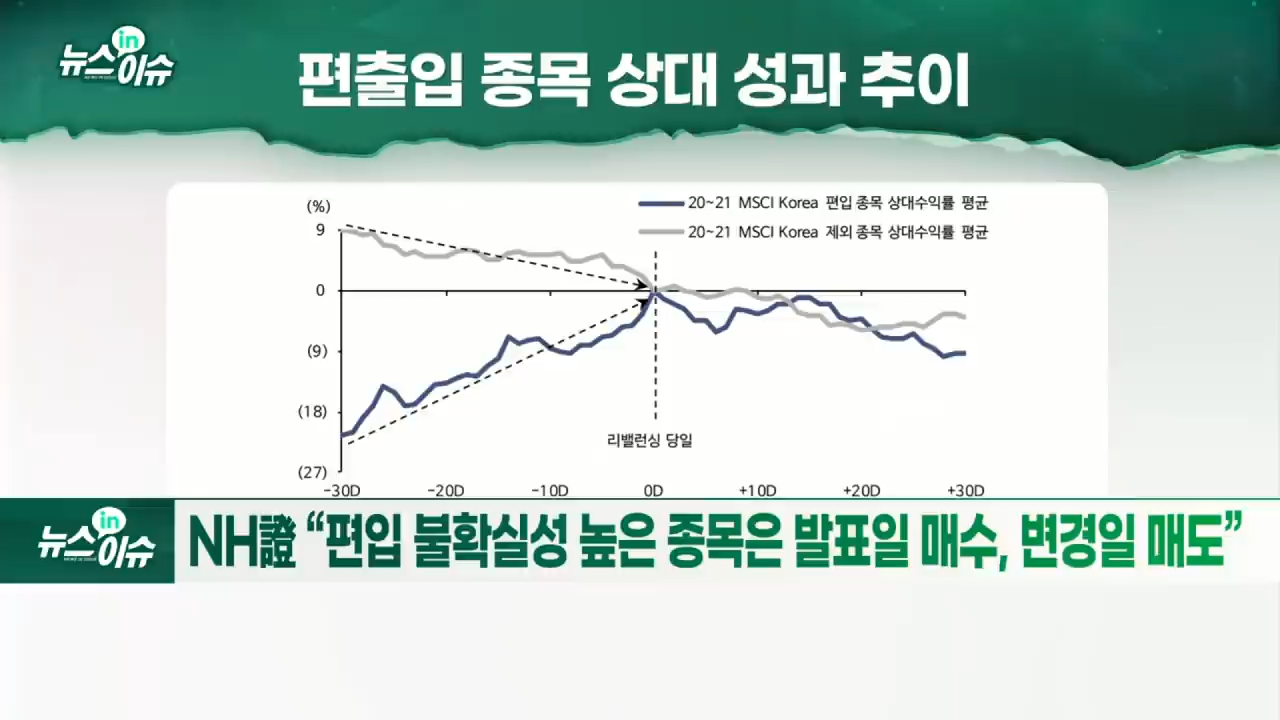 뉴스in이슈
편출입 종목 상대 성과 추이
(%)
20~21 MSCI Korea 편입 종목 상대수익률 평균
20~21 MSCI Korea 제외 종목 상대수익률 평균
9
0
(9)
(18)
(27)
리밸런싱 당일
-30D -20D -10D 0D +10D +20D +30D
뉴스in이슈
NH證 “편입 불확실성 높은 종목은 발표일 매수, 변경일 매도”